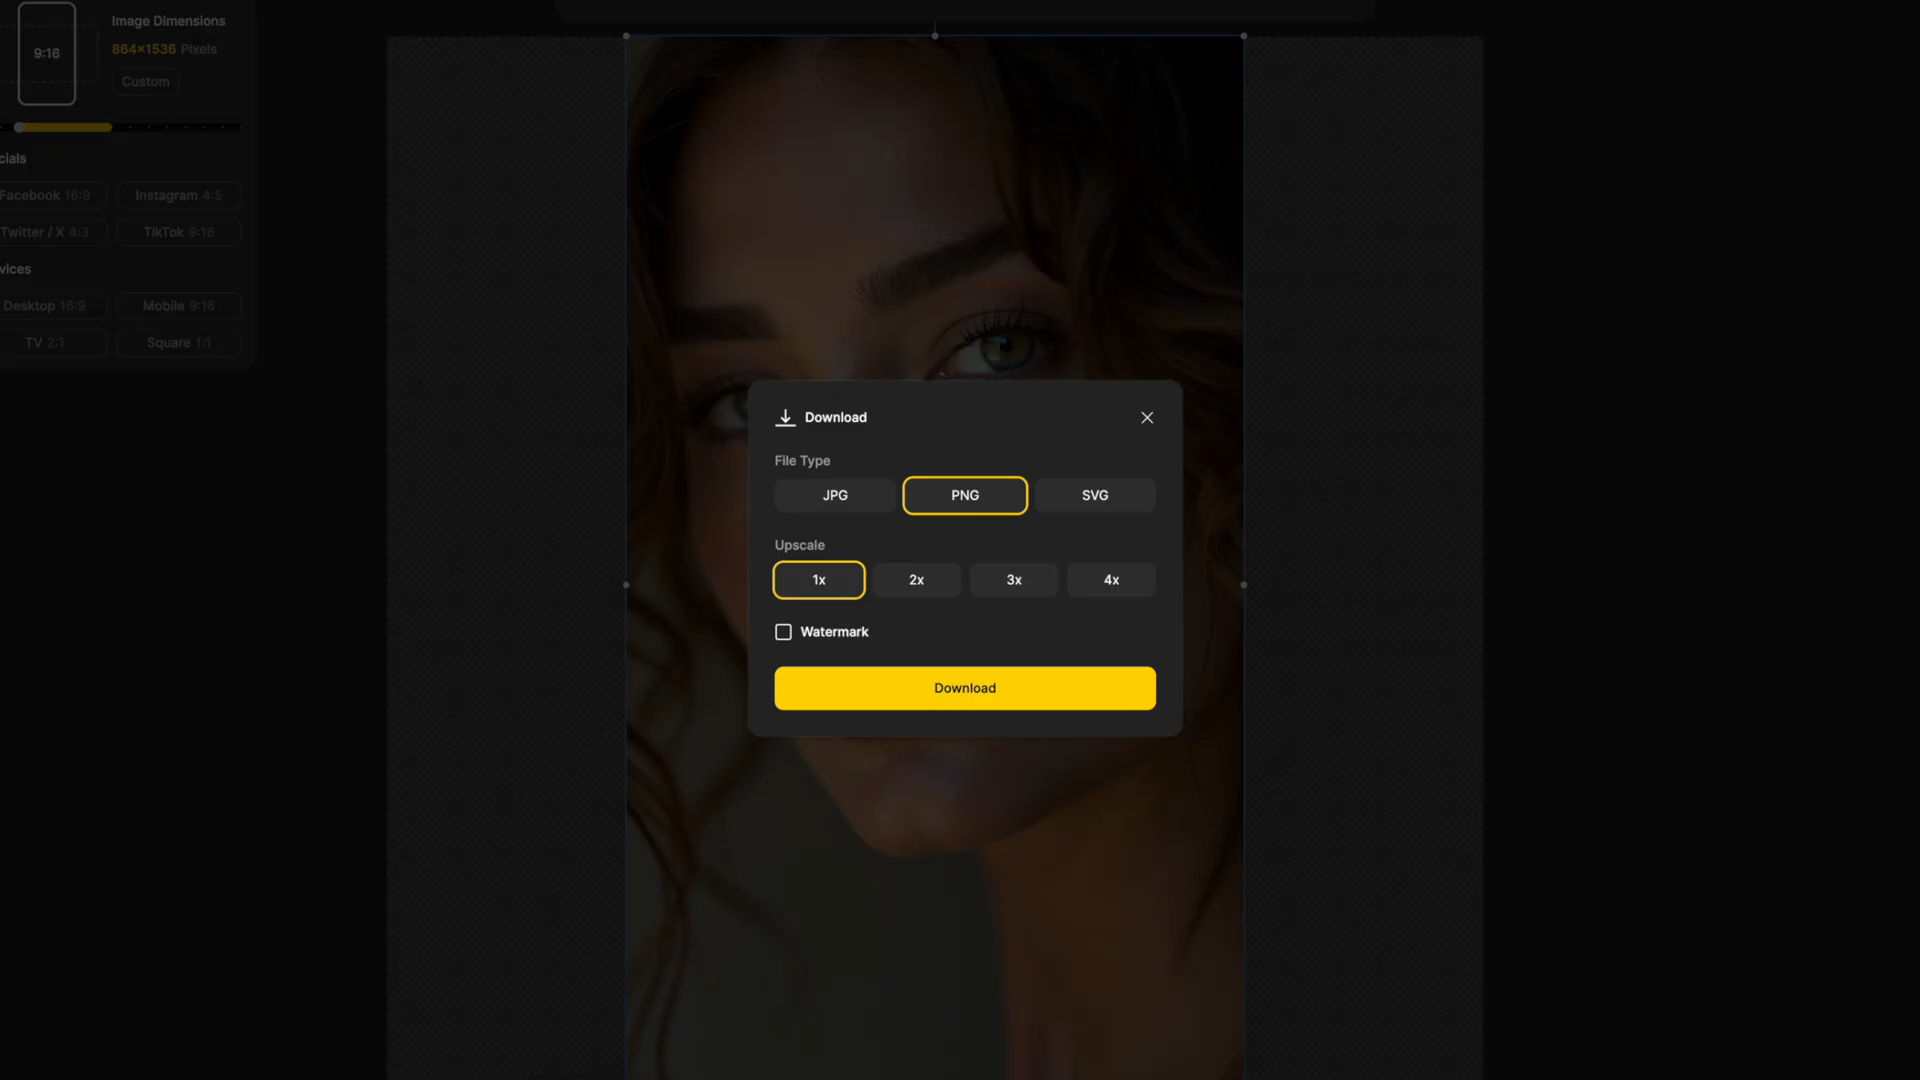 Image Dimensions
9:16
864×1536 Pixels
Custom
cials
Facebook 16:9
Instagram 4:5
Twitter / X 4:3
TikTok 9:16
vices
Desktop 16:9
Mobile 9:16
TV 2:1
Square 1:1
Download
File Type
JPG
PNG
SVG
Upscale
1x
2x
3x
4x
Watermark
Download